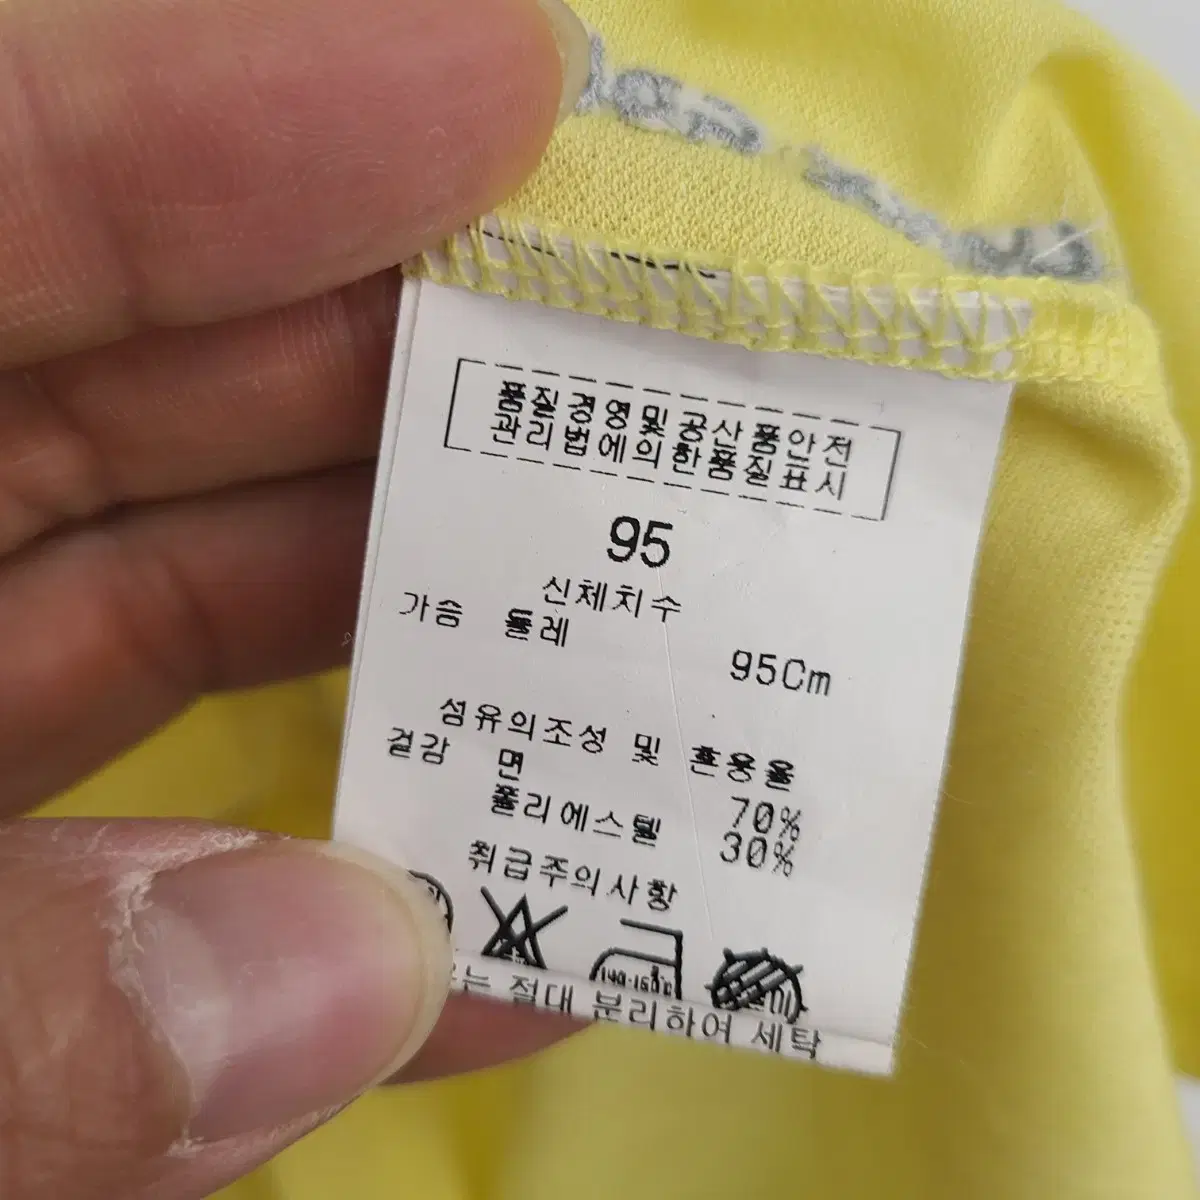 품질경영및공산품안전
관리법에의한품질표시
95
신체치수
가슴 둘레
95Cm
섬유의조성 및 혼용율
겉감 면 70%
폴리에스텔 30%
취급주의사항
140-160°C
는 절대 분리하여 세탁